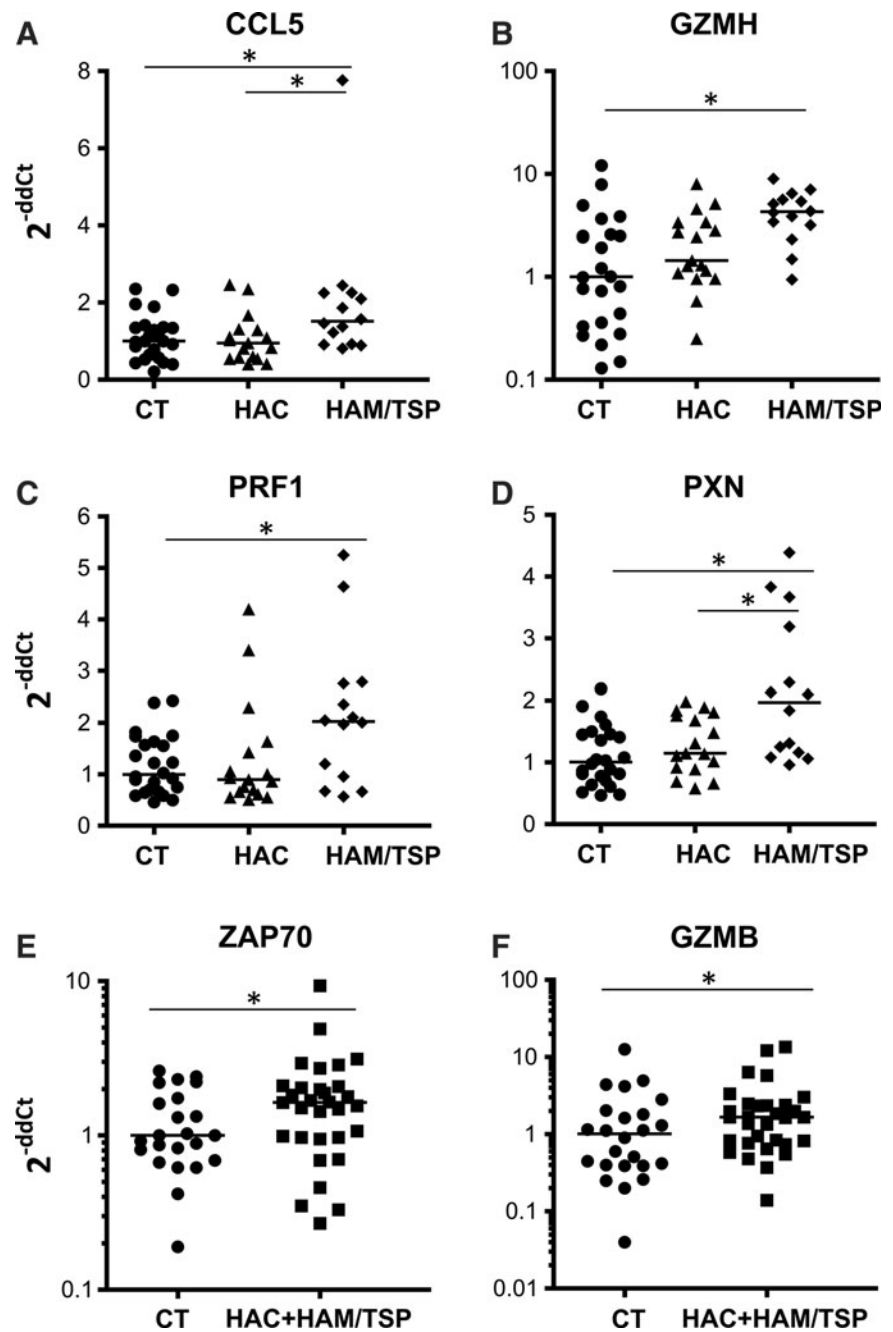 A
CCL5
*
*
8
6
4
2
0
2^-ddCt
CT HAC HAM/TSP
B
GZMH
*
100
10
1
0.1
CT HAC HAM/TSP
C
PRF1
*
6
5
4
3
2
1
0
2^-ddCt
CT HAC HAM/TSP
D
PXN
*
*
5
4
3
2
1
0
CT HAC HAM/TSP
E
ZAP70
*
10
1
0.1
2^-ddCt
CT HAC+HAM/TSP
F
GZMB
*
100
10
1
0.1
0.01
CT HAC+HAM/TSP